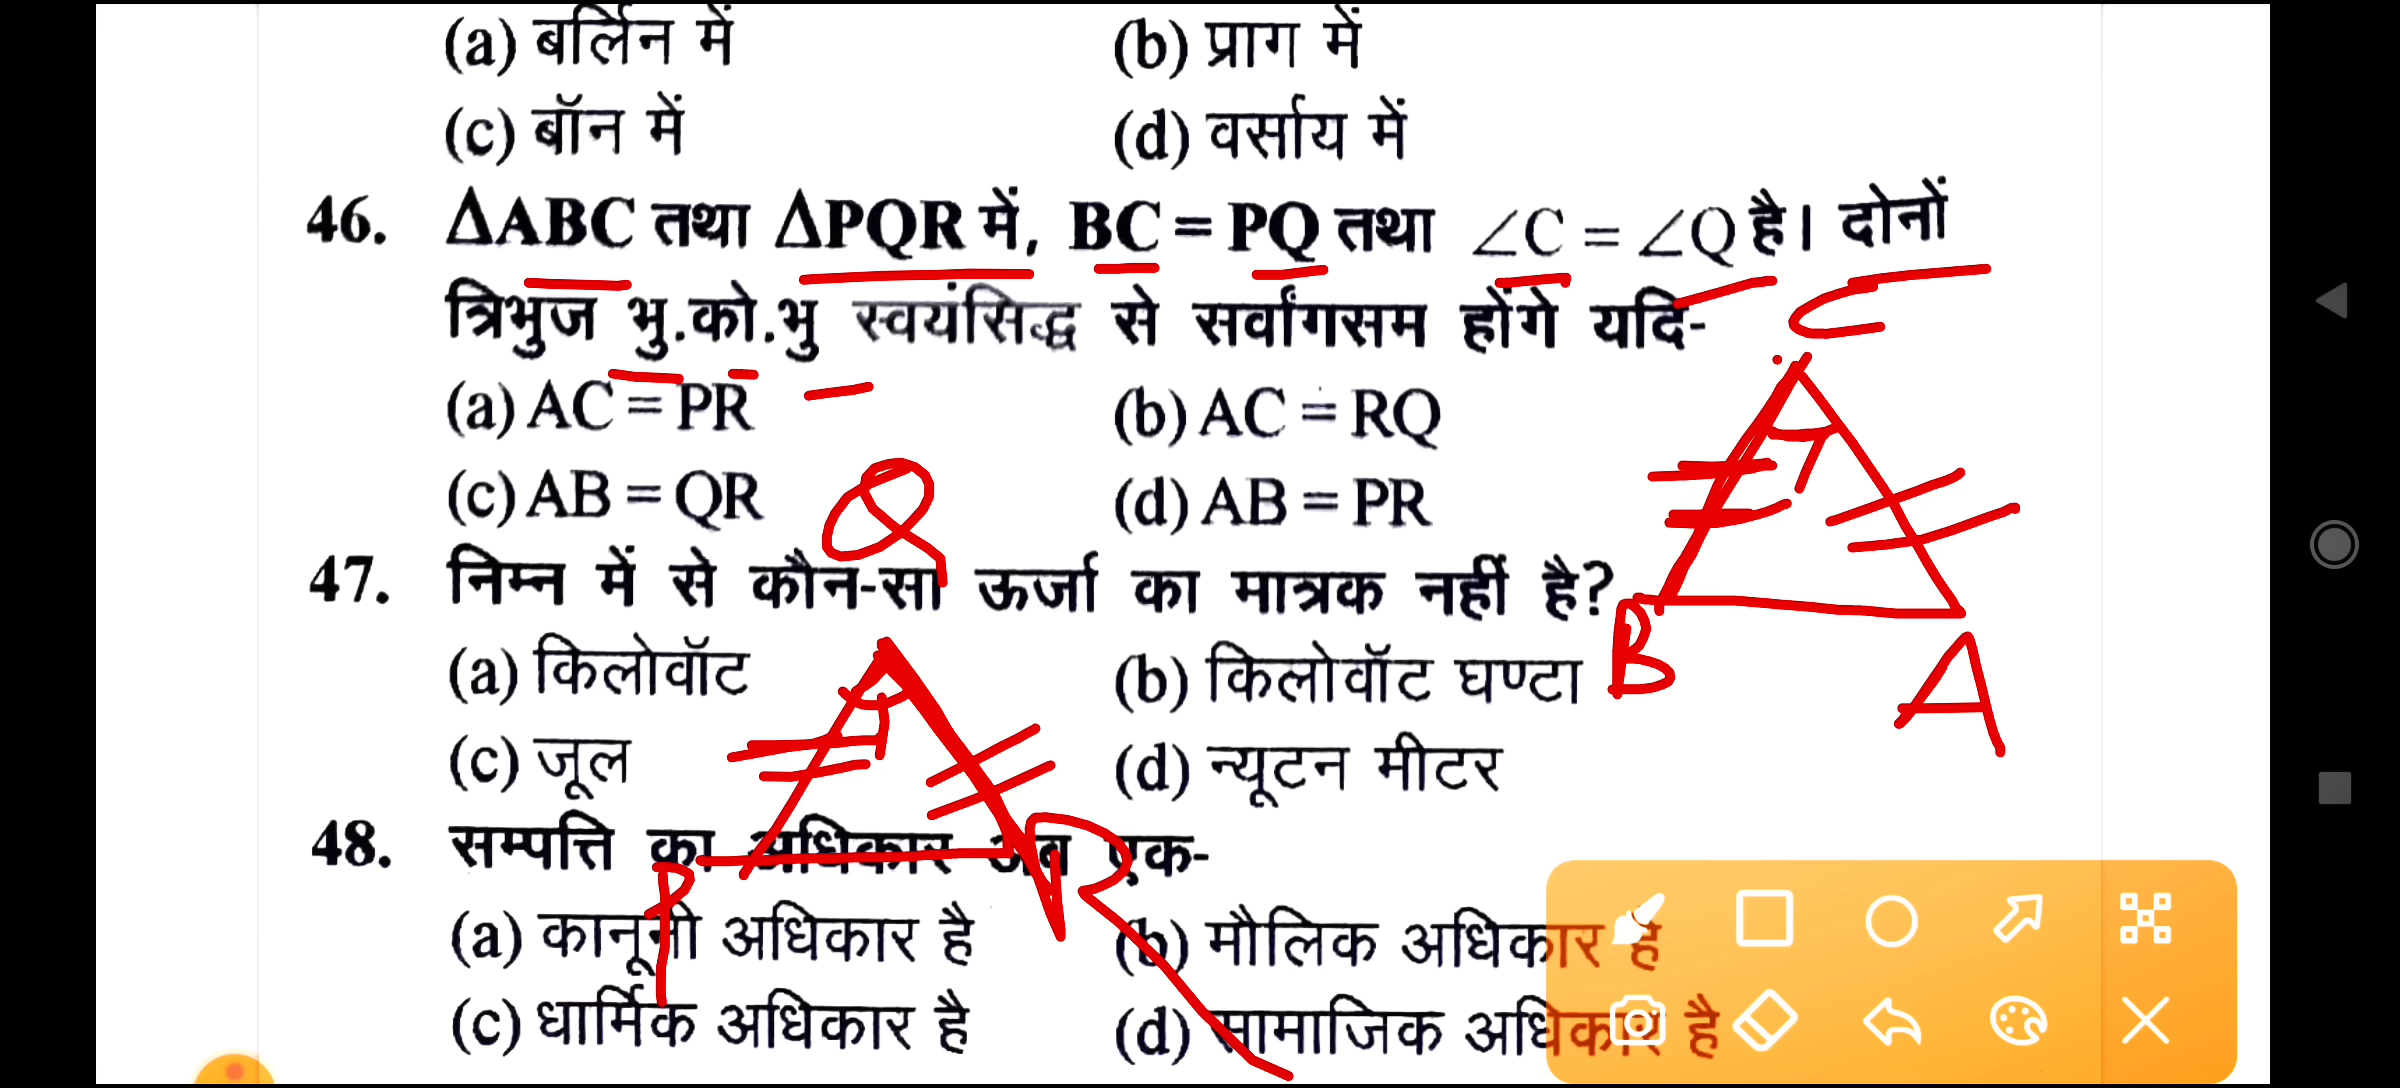 (a) बर्लिन में (b) प्राग में
(c) बॉन में (d) वर्साय में
46. ΔABC तथा ΔPQR में, BC = PQ तथा ∠C = ∠Q है। दोनों
त्रिभुज भु.को.भु स्वयंसिद्ध से सर्वांगसम होंगे यदि-
C
(a) AC = PR (b) AC = RQ
(c) AB = QR (d) AB = PR
Q
47. निम्न में से कौन-सा ऊर्जा का मात्रक नहीं है?
B A
(a) किलोवॉट (b) किलोवॉट घण्टा
(c) जूल (d) न्यूटन मीटर
48. सम्पत्ति का अधिकार अब एक-
P R
(a) कानूनी अधिकार है (b) मौलिक अधिकार है
(c) धार्मिक अधिकार है (d) सामाजिक अधिकार है